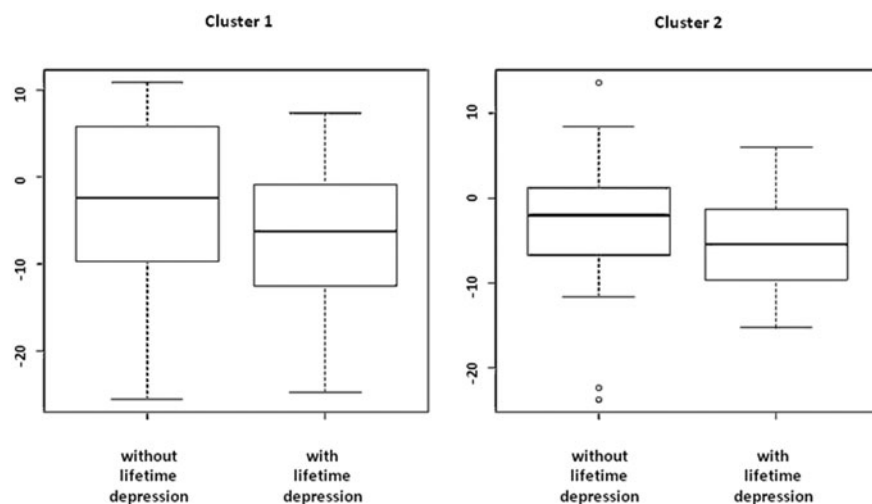 Cluster 1
10
0
-10
-20
without
lifetime
depression
with
lifetime
depression
Cluster 2
10
0
-10
-20
without
lifetime
depression
with
lifetime
depression